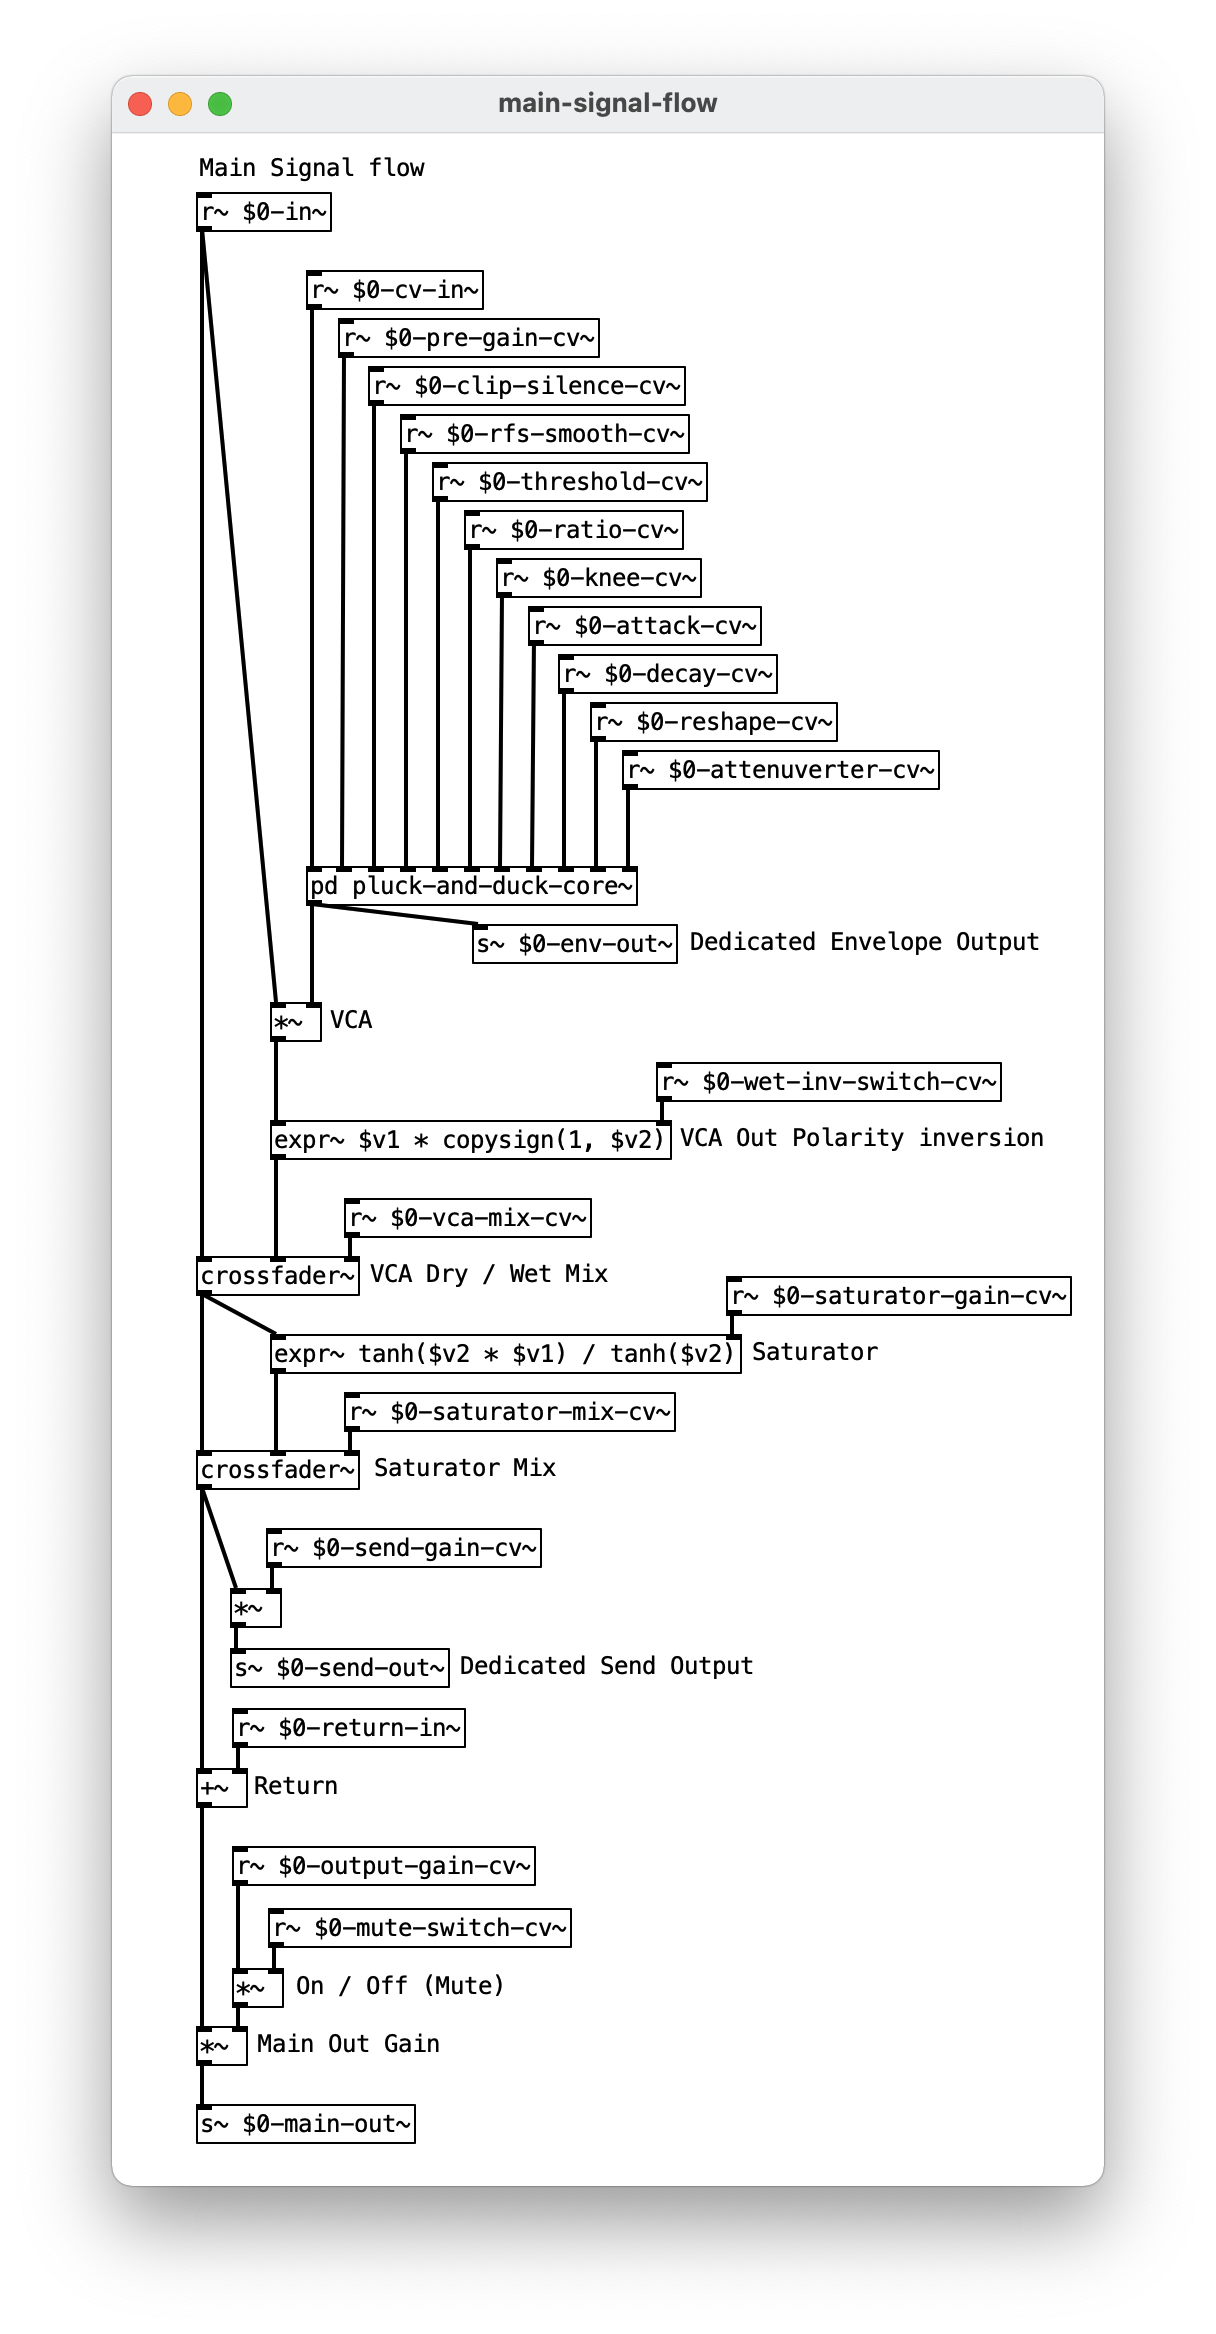 main-signal-flow
Main Signal flow
r~ $0-in~
r~ $0-cv-in~
r~ $0-pre-gain-cv~
r~ $0-clip-silence-cv~
r~ $0-rfs-smooth-cv~
r~ $0-threshold-cv~
r~ $0-ratio-cv~
r~ $0-knee-cv~
r~ $0-attack-cv~
r~ $0-decay-cv~
r~ $0-reshape-cv~
r~ $0-attenuverter-cv~
pd pluck-and-duck-core~
s~ $0-env-out~ Dedicated Envelope Output
*~ VCA
r~ $0-wet-inv-switch-cv~
expr~ $v1 * copysign(1, $v2) VCA Out Polarity inversion
r~ $0-vca-mix-cv~
crossfader~ VCA Dry / Wet Mix
r~ $0-saturator-gain-cv~
expr~ tanh($v2 * $v1) / tanh($v2) Saturator
r~ $0-saturator-mix-cv~
crossfader~ Saturator Mix
r~ $0-send-gain-cv~
*~
s~ $0-send-out~ Dedicated Send Output
r~ $0-return-in~
+~ Return
r~ $0-output-gain-cv~
r~ $0-mute-switch-cv~
*~ On / Off (Mute)
*~ Main Out Gain
s~ $0-main-out~